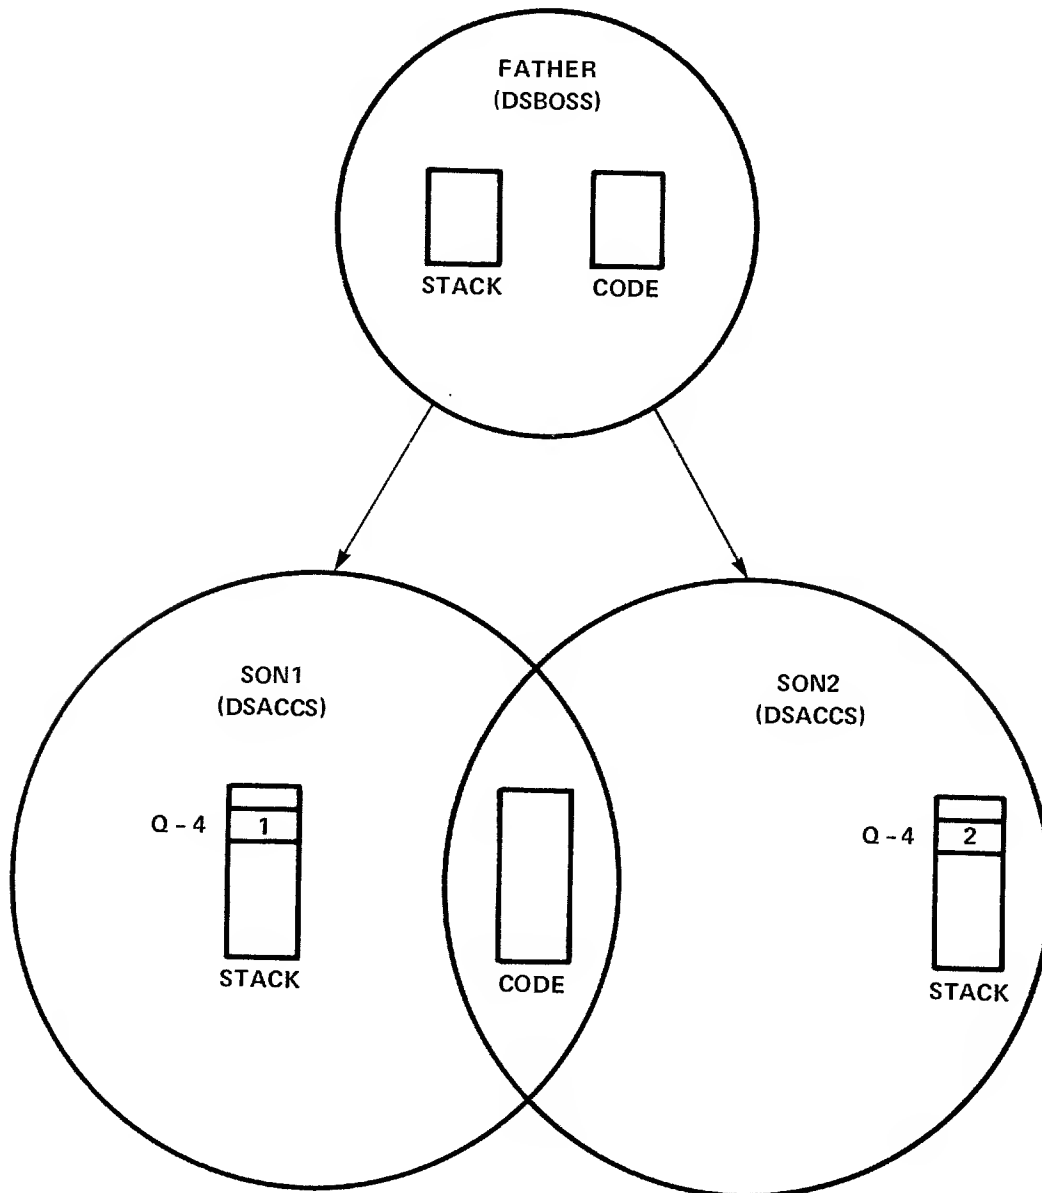 FATHER
(DSBOSS)
STACK
CODE
SON1
(DSACCS)
SON2
(DSACCS)
Q – 4
1
Q – 4
2
STACK
CODE
STACK